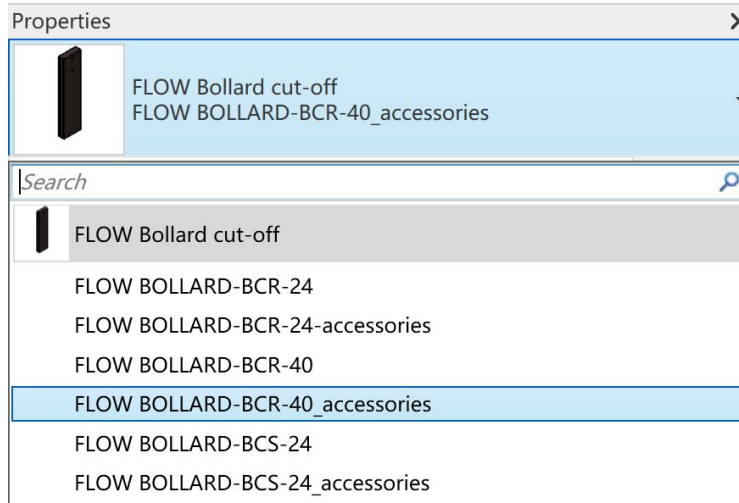 Properties
FLOW Bollard cut-off
FLOW BOLLARD-BCR-40_accessories
Search
FLOW Bollard cut-off
FLOW BOLLARD-BCR-24
FLOW BOLLARD-BCR-24-accessories
FLOW BOLLARD-BCR-40
FLOW BOLLARD-BCR-40_accessories
FLOW BOLLARD-BCS-24
FLOW BOLLARD-BCS-24_accessories